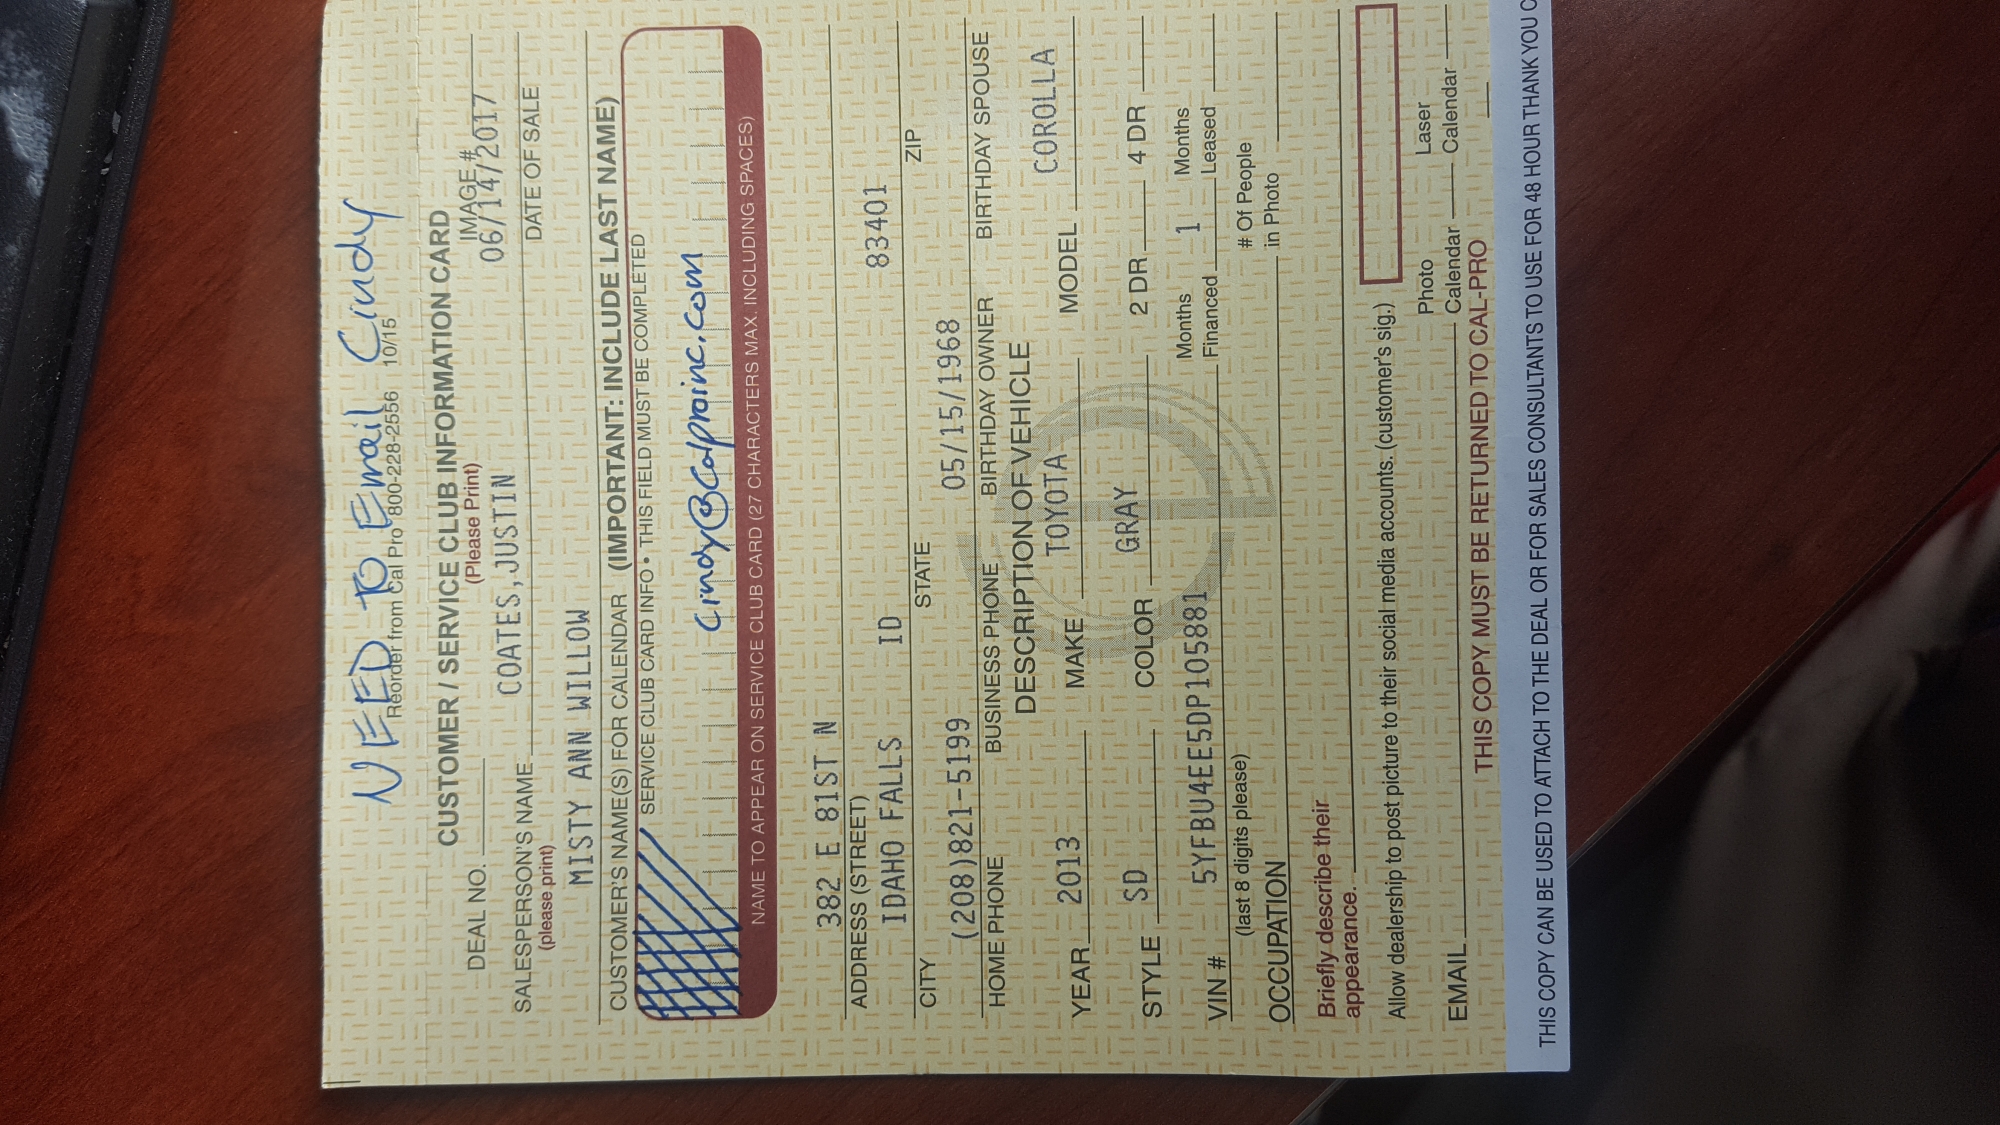 NEED TO Email Cindy
Reorder from Cal Pro 800-228-2556 10/15
CUSTOMER / SERVICE CLUB INFORMATION CARD
(Please Print)
DEAL NO. IMAGE #
COATES,JUSTIN 06/14/2017
SALESPERSON'S NAME DATE OF SALE
(please print)
MISTY ANN WILLOW
CUSTOMER'S NAME(S) FOR CALENDAR (IMPORTANT: INCLUDE LAST NAME)
SERVICE CLUB CARD INFO • THIS FIELD MUST BE COMPLETED
cindy@Calproinc.com
NAME TO APPEAR ON SERVICE CLUB CARD (27 CHARACTERS MAX. INCLUDING SPACES)
382 E 81ST N
ADDRESS (STREET)
IDAHO FALLS ID 83401
CITY STATE ZIP
(208)821-5199 05/15/1968
HOME PHONE BUSINESS PHONE BIRTHDAY OWNER BIRTHDAY SPOUSE
DESCRIPTION OF VEHICLE
YEAR 2013 MAKE TOYOTA MODEL COROLLA
STYLE SD COLOR GRAY 2 DR 4 DR
VIN # 5YFBU4EE5DP105881 Months Financed 1 Months Leased
(last 8 digits please)
OCCUPATION # Of People in Photo
Briefly describe their
appearance.
Allow dealership to post picture to their social media accounts. (customer's sig.)
EMAIL Photo Calendar Laser Calendar
THIS COPY MUST BE RETURNED TO CAL-PRO
THIS COPY CAN BE USED TO ATTACH TO THE DEAL OR FOR SALES CONSULTANTS TO USE FOR 48 HOUR THANK YOU C